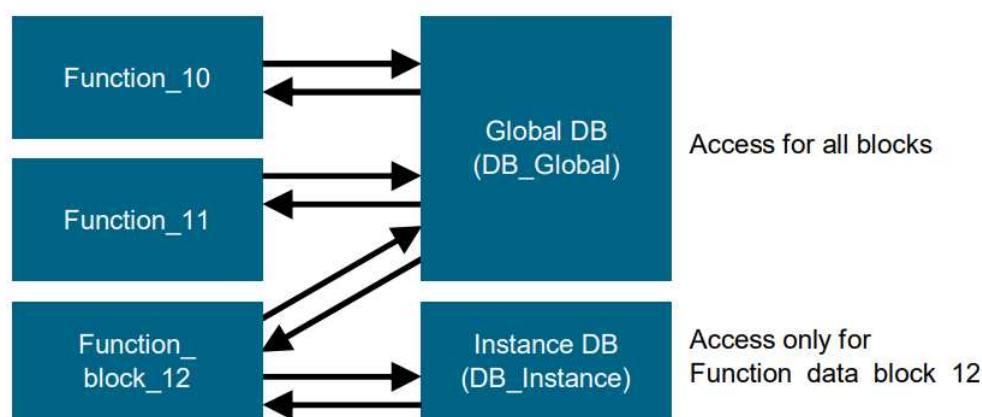 Function_10
Global DB
(DB_Global)
Access for all blocks
Function_11
Function_
block_12
Instance DB
(DB_Instance)
Access only for
Function data block 12